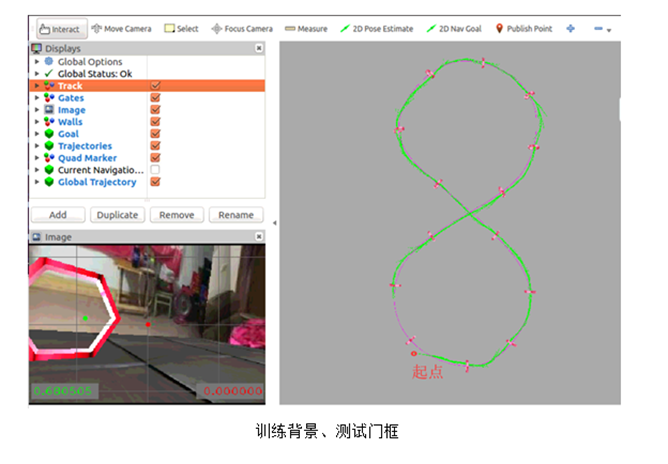 Interact Move Camera Select Focus Camera Measure 2D Pose Estimate 2D Nav Goal Publish Point
Displays
Global Options
Global Status: Ok
Track
Gates
Image
Walls
Goal
Trajectories
Quad Marker
Current Navigatio...
Global Trajectory
Add Duplicate Remove Rename
Image
0.000000
起点
训练背景、测试门框